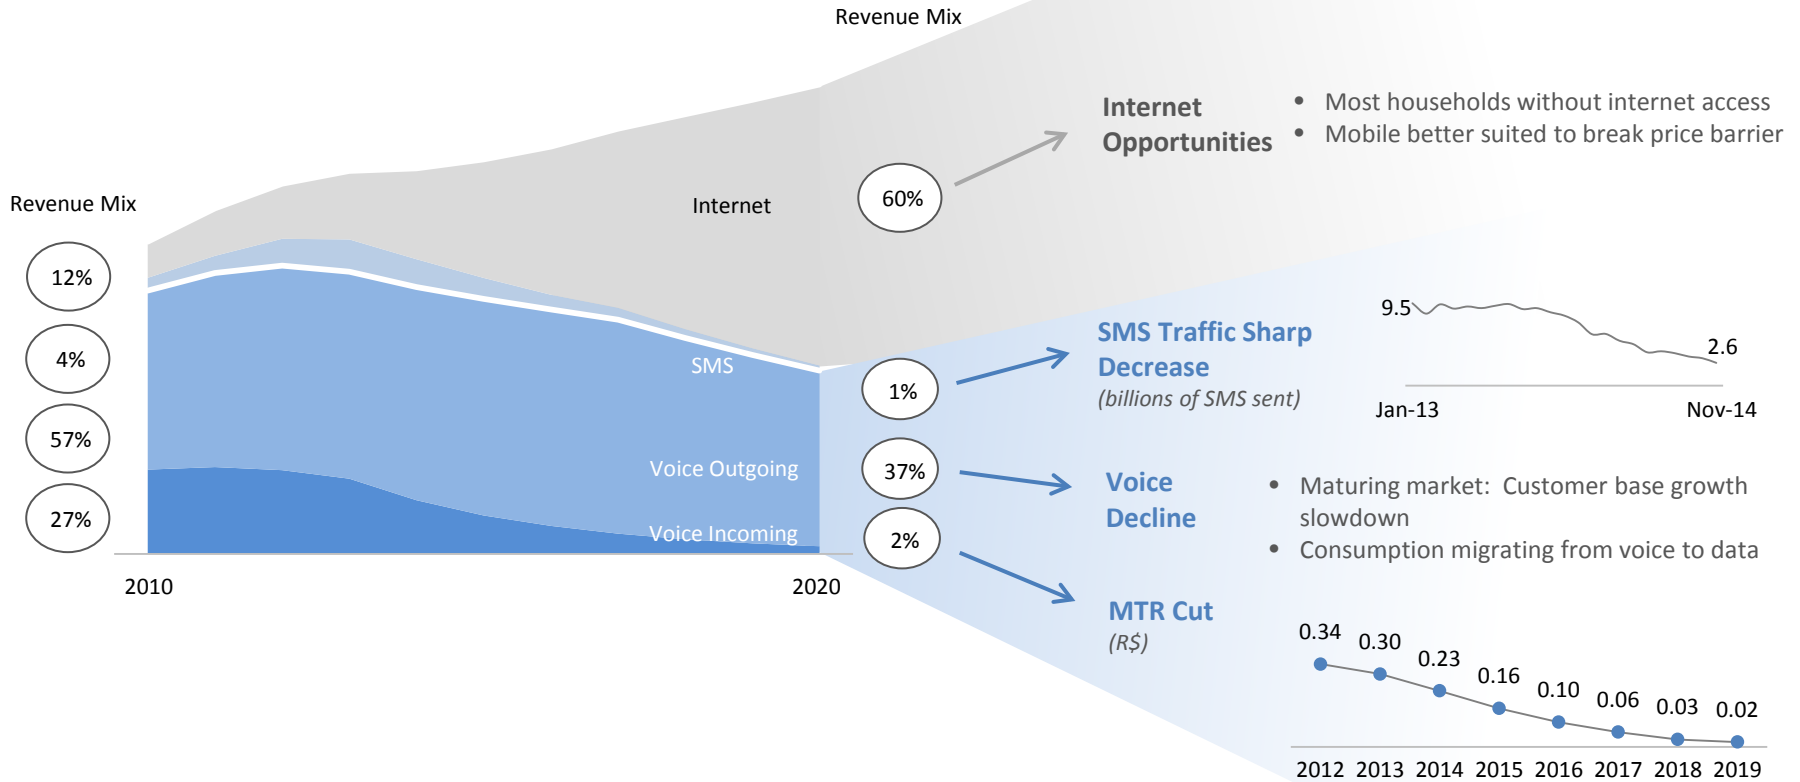 Revenue Mix
Revenue Mix
12%
4%
57%
27%
Internet
SMS
Voice Outgoing
Voice Incoming
2010
2020
60%
1%
37%
2%
Internet
Opportunities
• Most households without internet access
• Mobile better suited to break price barrier
SMS Traffic Sharp
Decrease
(billions of SMS sent)
9.5
2.6
Jan-13
Nov-14
Voice
Decline
• Maturing market: Customer base growth
slowdown
• Consumption migrating from voice to data
MTR Cut
(R$)
0.34 0.30 0.23 0.16 0.10 0.06 0.03 0.02
2012 2013 2014 2015 2016 2017 2018 2019